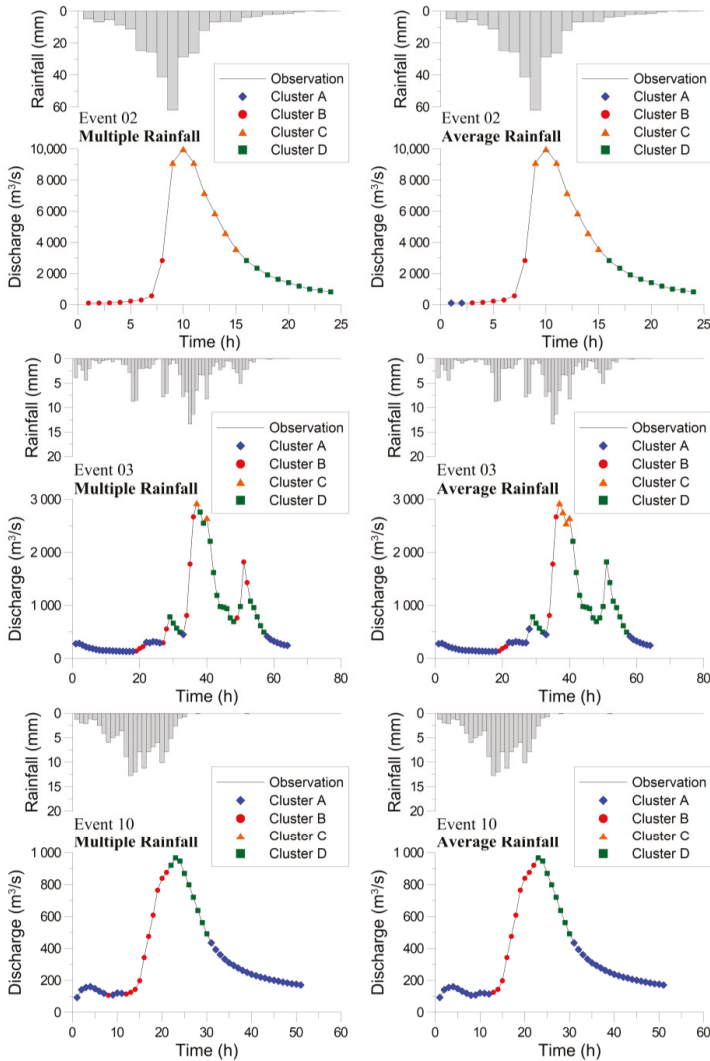 0
20
40
60
Rainfall (mm)
Observation
Cluster A
Cluster B
Cluster C
Cluster D
Event 02
Multiple Rainfall
10,000
8 000
6 000
4 000
2 000
0
Discharge (m³/s)
0 5 10 15 20 25
Time (h)
0
20
40
60
Rainfall (mm)
Observation
Cluster A
Cluster B
Cluster C
Cluster D
Event 02
Average Rainfall
10,000
8 000
6 000
4 000
2 000
0
Discharge (m³/s)
0 5 10 15 20 25
Time (h)
0
5
10
15
20
Rainfall (mm)
Observation
Cluster A
Cluster B
Cluster C
Cluster D
Event 03
Multiple Rainfall
3 000
2 000
1 000
0
Discharge (m³/s)
0 20 40 60 80
Time (h)
0
5
10
15
20
Rainfall (mm)
Observation
Cluster A
Cluster B
Cluster C
Cluster D
Event 03
Average Rainfall
3 000
2 000
1 000
0
Discharge (m³/s)
0 20 40 60 80
Time (h)
0
5
10
15
20
Rainfall (mm)
Observation
Cluster A
Cluster B
Cluster C
Cluster D
Event 10
Multiple Rainfall
1 000
800
600
400
200
0
Discharge (m³/s)
0 10 20 30 40 50 60
Time (h)
0
5
10
15
20
Rainfall (mm)
Observation
Cluster A
Cluster B
Cluster C
Cluster D
Event 10
Average Rainfall
1 000
800
600
400
200
0
Discharge (m³/s)
0 10 20 30 40 50 60
Time (h)